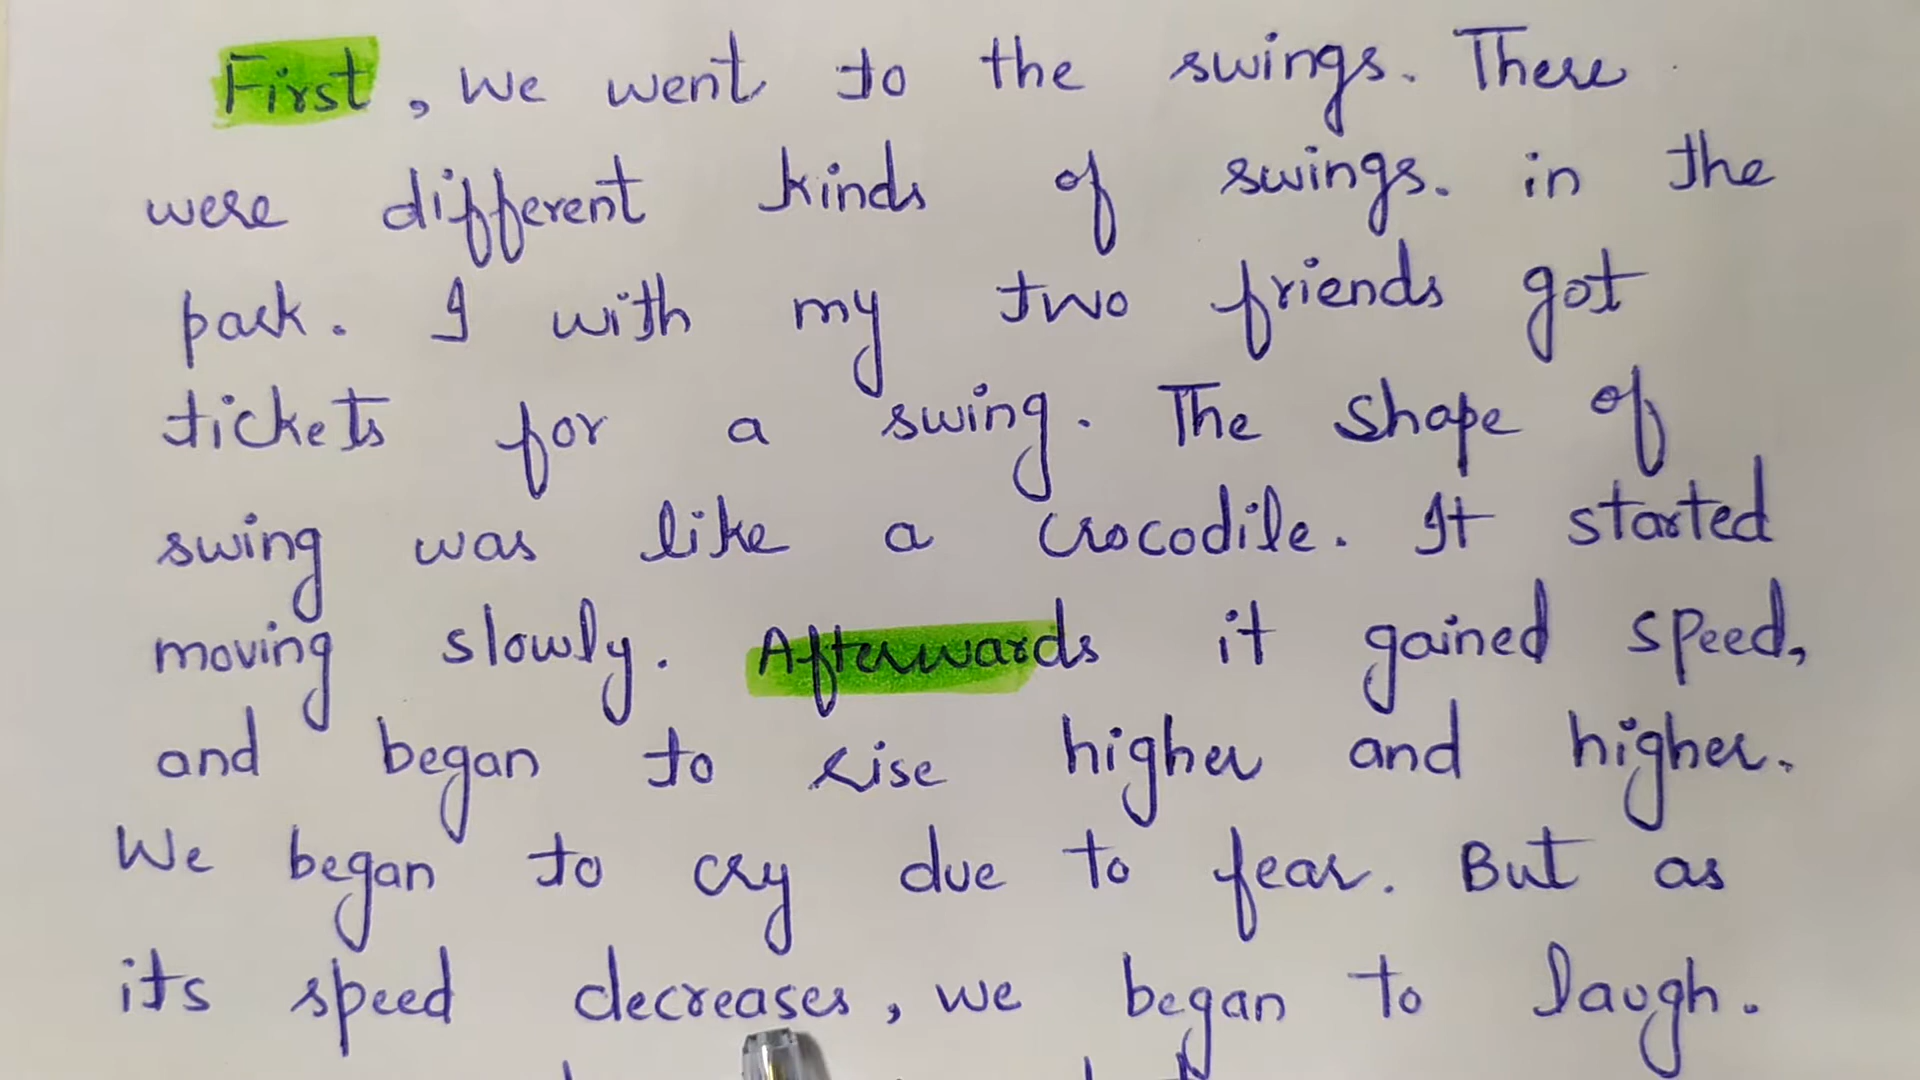 First, we went to the swings. There
were different kinds of swings. in the
park. I with my two friends got
tickets for a swing. The shape of
swing was like a crocodile. It started
moving slowly. Afterwards it gained speed,
and began to rise higher and higher.
We began to cry due to fear. But as
its speed decreases, we began to laugh.